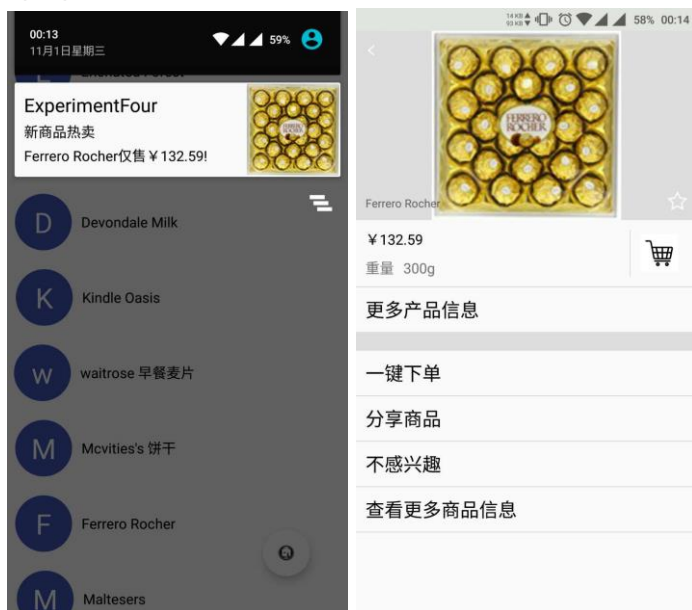 00:13
11月1日星期三
59%
ExperimentFour
新商品热卖
Ferrero Rocher仅售￥132.59!
FERRERO
ROCHER
D
Devondale Milk
K
Kindle Oasis
w
waitrose 早餐麦片
M
Mcvities's 饼干
F
Ferrero Rocher
M
Maltesers
58% 00:14
FERRERO
ROCHER
Ferrero Rocher
￥132.59
重量 300g
更多产品信息
一键下单
分享商品
不感兴趣
查看更多商品信息